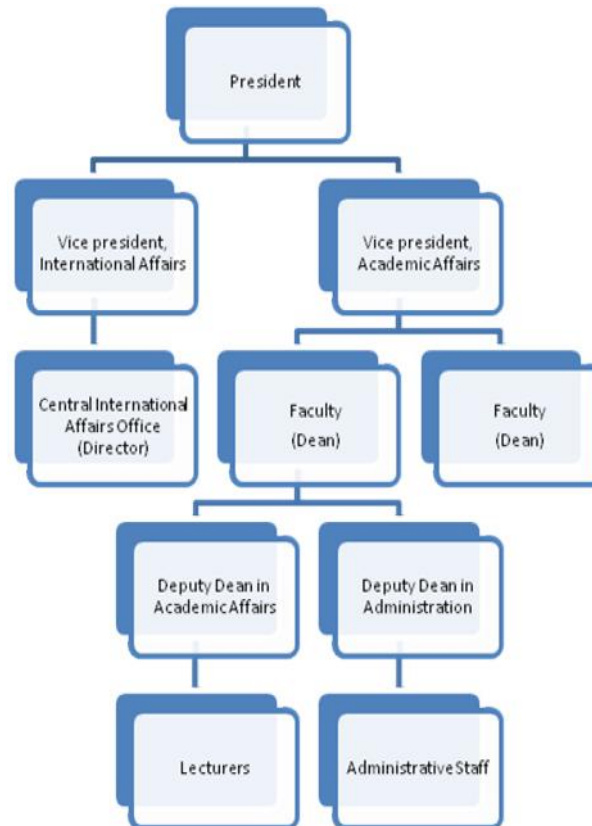 President
Vice president,
International Affairs
Vice president,
Academic Affairs
Central International
Affairs Office
(Director)
Faculty
(Dean)
Faculty
(Dean)
Deputy Dean in
Academic Affairs
Deputy Dean in
Administration
Lecturers
Administrative Staff